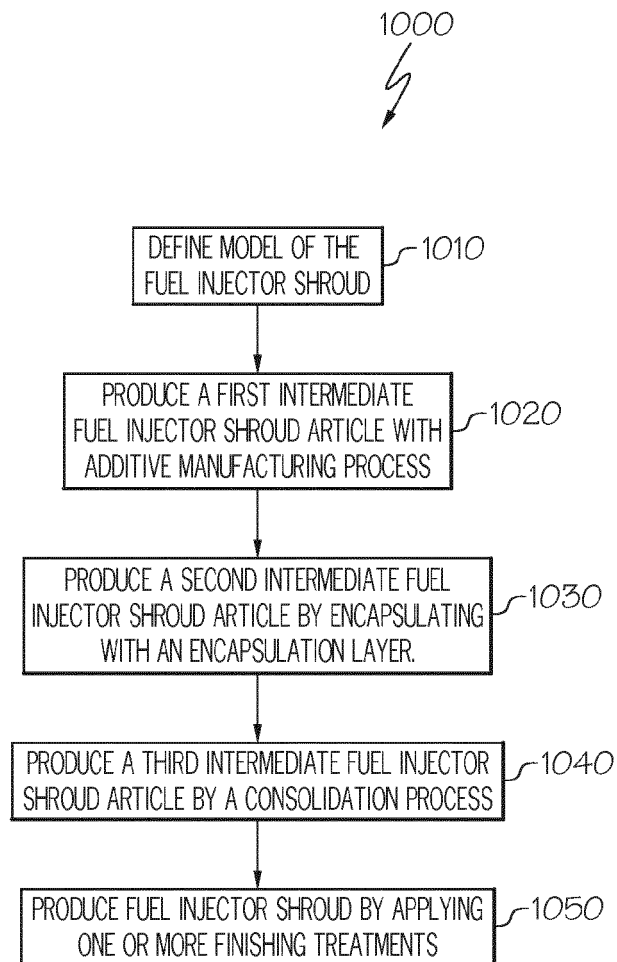 1000
DEFINE MODEL OF THE
FUEL INJECTOR SHROUD
1010
PRODUCE A FIRST INTERMEDIATE
FUEL INJECTOR SHROUD ARTICLE WITH
ADDITIVE MANUFACTURING PROCESS
1020
PRODUCE A SECOND INTERMEDIATE FUEL
INJECTOR SHROUD ARTICLE BY ENCAPSULATING
WITH AN ENCAPSULATION LAYER.
1030
PRODUCE A THIRD INTERMEDIATE FUEL INJECTOR
SHROUD ARTICLE BY A CONSOLIDATION PROCESS
1040
PRODUCE FUEL INJECTOR SHROUD BY APPLYING
ONE OR MORE FINISHING TREATMENTS
1050